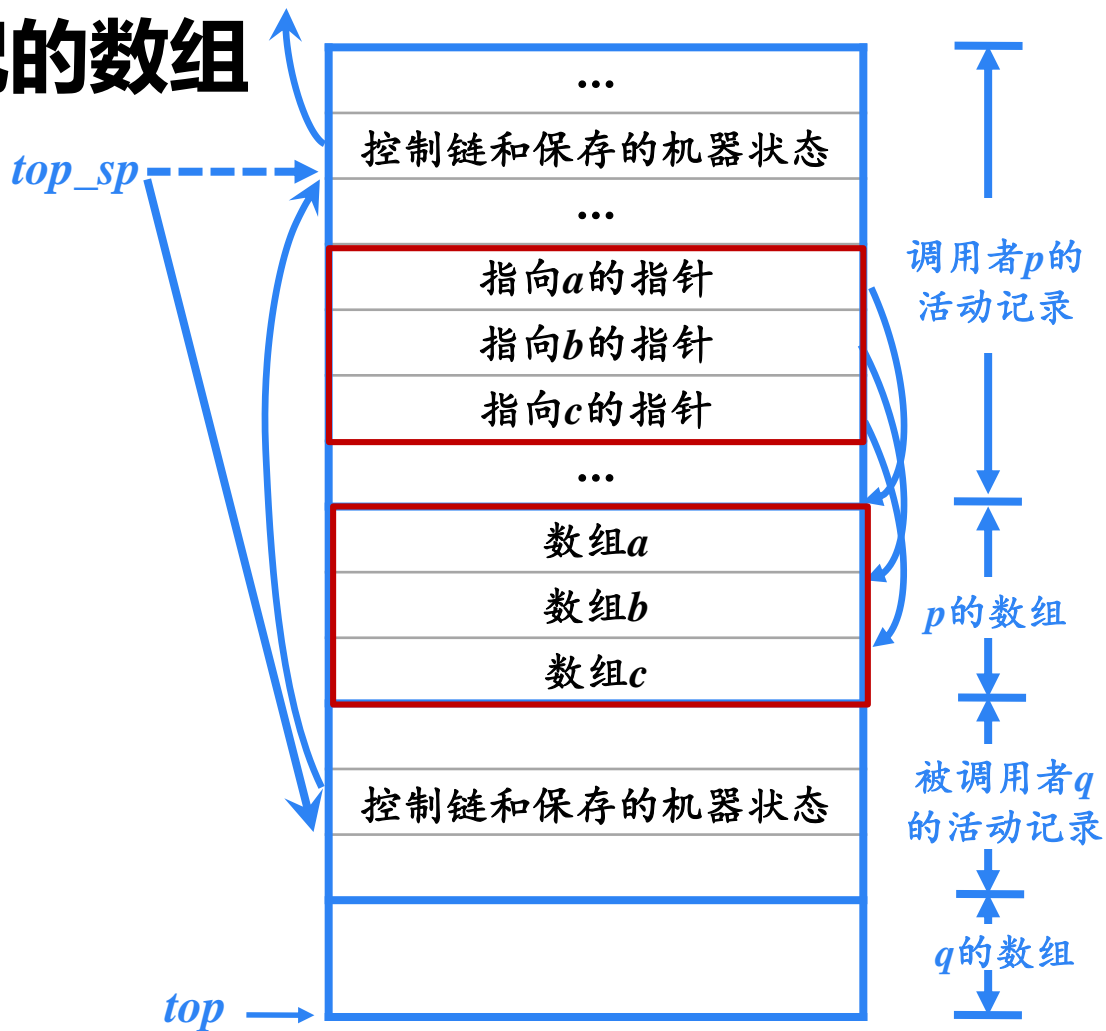 的数组
...
控制链和保存的机器状态
top_sp
...
指向a的指针
指向b的指针
指向c的指针
调用者p的
活动记录
...
数组a
数组b
数组c
p的数组
控制链和保存的机器状态
被调用者q
的活动记录
q的数组
top